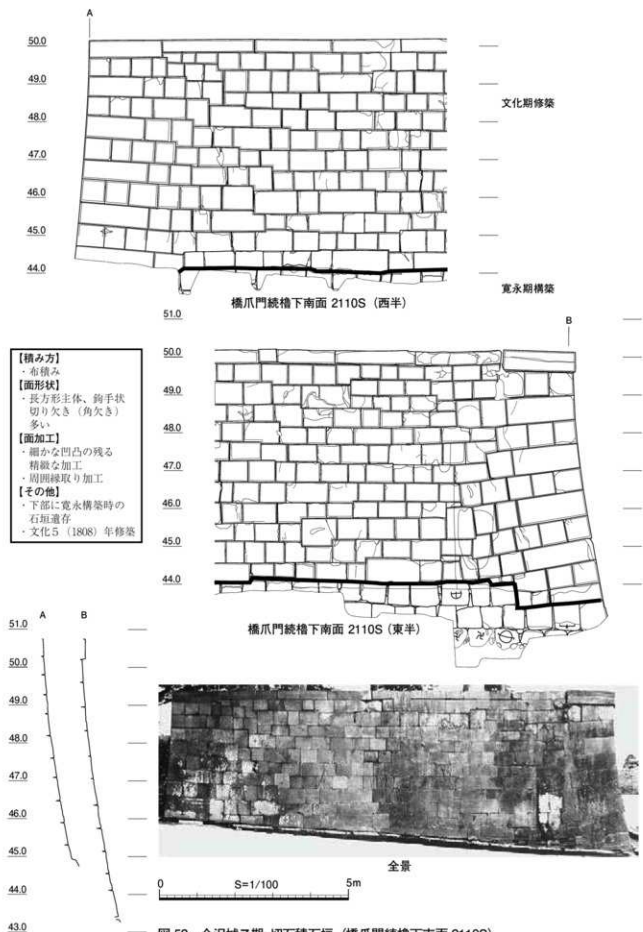 A
50.0
49.0
48.0
47.0
46.0
45.0
44.0
文化期修築
寛永期構築
橋爪門続櫓下南面 2110S（西半）
51.0
50.0
49.0
48.0
47.0
46.0
45.0
44.0
B
橋爪門続櫓下南面 2110S（東半）
【積み方】
・布積み
【面形状】
・長方形主体、鉤手状
切り欠き（角欠き）
多い
【面加工】
・細かな凹凸の残る
精緻な加工
・周囲縁取り加工
【その他】
・下部に寛永構築時の
石垣遺存
・文化５（1808）年修築
A B
51.0
50.0
49.0
48.0
47.0
46.0
45.0
44.0
43.0
全景
0 S=1/100 5m